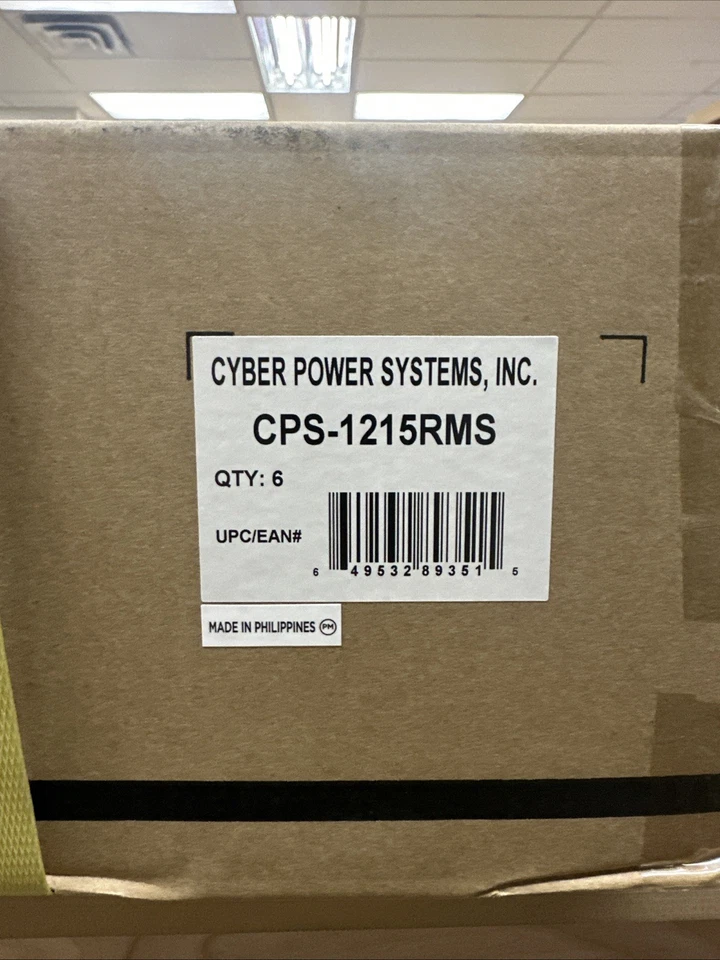 CYBER POWER SYSTEMS, INC.
CPS-1215RMS
QTY: 6
UPC/EAN#
6 49532 89351 5
MADE IN PHILIPPINES PM